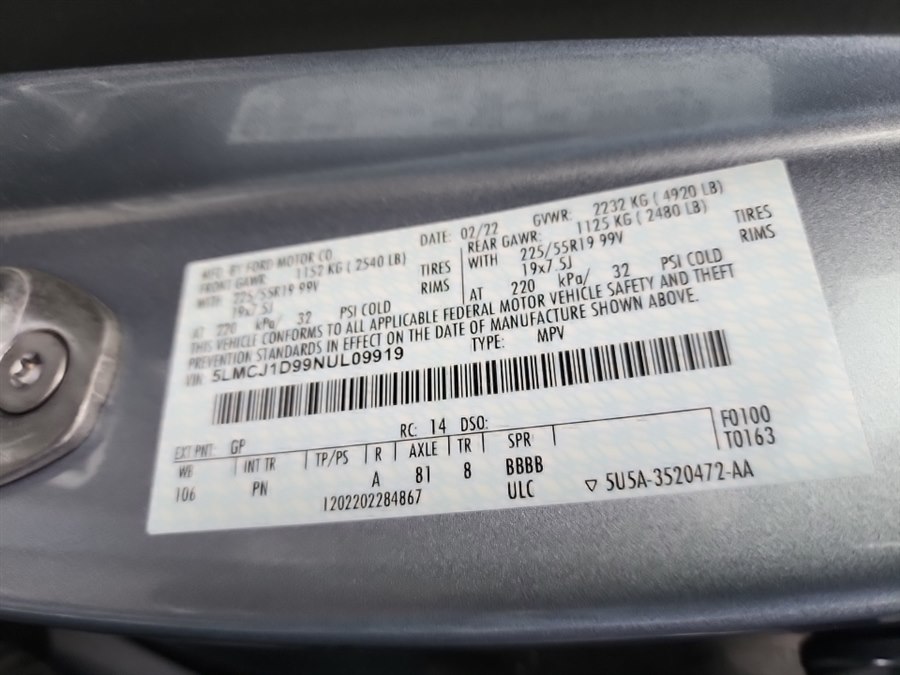 MFD. BY FORD MOTOR CO.
DATE: 02/22 GVWR: 2232 KG ( 4920 LB)
FRONT GAWR: 1152 KG ( 2540 LB) REAR GAWR: 1125 KG ( 2480 LB)
WITH 225/55R19 99V TIRES WITH 225/55R19 99V TIRES
19x7.5J RIMS 19x7.5J RIMS
AT 220 kPa/ 32 PSI COLD AT 220 kPa/ 32 PSI COLD
THIS VEHICLE CONFORMS TO ALL APPLICABLE FEDERAL MOTOR VEHICLE SAFETY AND THEFT
PREVENTION STANDARDS IN EFFECT ON THE DATE OF MANUFACTURE SHOWN ABOVE.
VIN: 5LMCJ1D99NUL09919 TYPE: MPV
EXT PNT: GP RC: 14 DSO: F0100
WB INT TR TP/PS R AXLE TR SPR T0163
106 PN A 81 8 BBBB
1202202284867 ULC ▽ 5U5A-3520472-AA